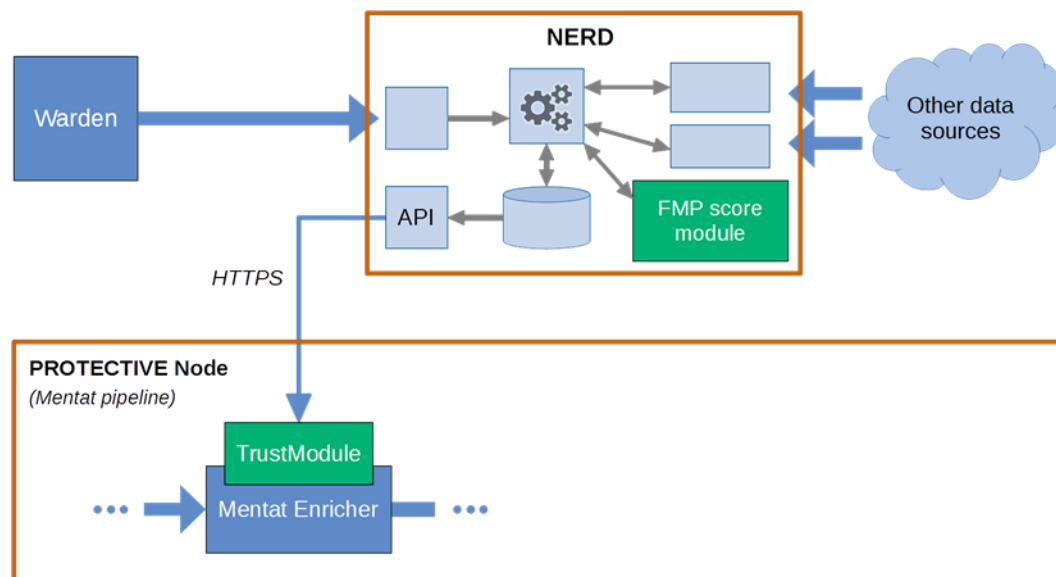 NERD
Warden
Other data
sources
API
FMP score
module
HTTPS
PROTECTIVE Node
(Mentat pipeline)
TrustModule
Mentat Enricher